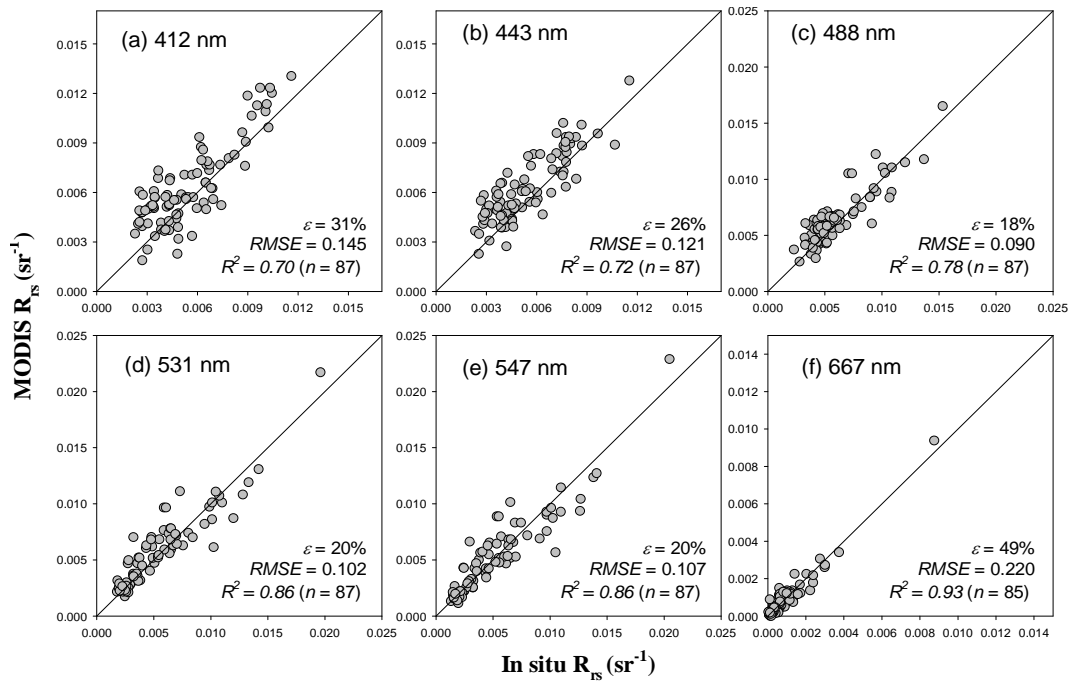 (a) 412 nm
0.015
0.012
0.009
0.006
0.003
0.000
0.000 0.003 0.006 0.009 0.012 0.015
ε = 31%
RMSE = 0.145
R² = 0.70 (n = 87)
(b) 443 nm
0.015
0.012
0.009
0.006
0.003
0.000
0.000 0.003 0.006 0.009 0.012 0.015
ε = 26%
RMSE = 0.121
R² = 0.72 (n = 87)
(c) 488 nm
0.025
0.020
0.015
0.010
0.005
0.000
0.000 0.005 0.010 0.015 0.020 0.025
ε = 18%
RMSE = 0.090
R² = 0.78 (n = 87)
MODIS Rrs (sr⁻¹)
(d) 531 nm
0.025
0.020
0.015
0.010
0.005
0.000
0.000 0.005 0.010 0.015 0.020 0.025
ε = 20%
RMSE = 0.102
R² = 0.86 (n = 87)
(e) 547 nm
0.025
0.020
0.015
0.010
0.005
0.000
0.000 0.005 0.010 0.015 0.020 0.025
ε = 20%
RMSE = 0.107
R² = 0.86 (n = 87)
(f) 667 nm
0.014
0.012
0.010
0.008
0.006
0.004
0.002
0.000
0.000 0.002 0.004 0.006 0.008 0.010 0.012 0.014
ε = 49%
RMSE = 0.220
R² = 0.93 (n = 85)
In situ Rrs (sr⁻¹)